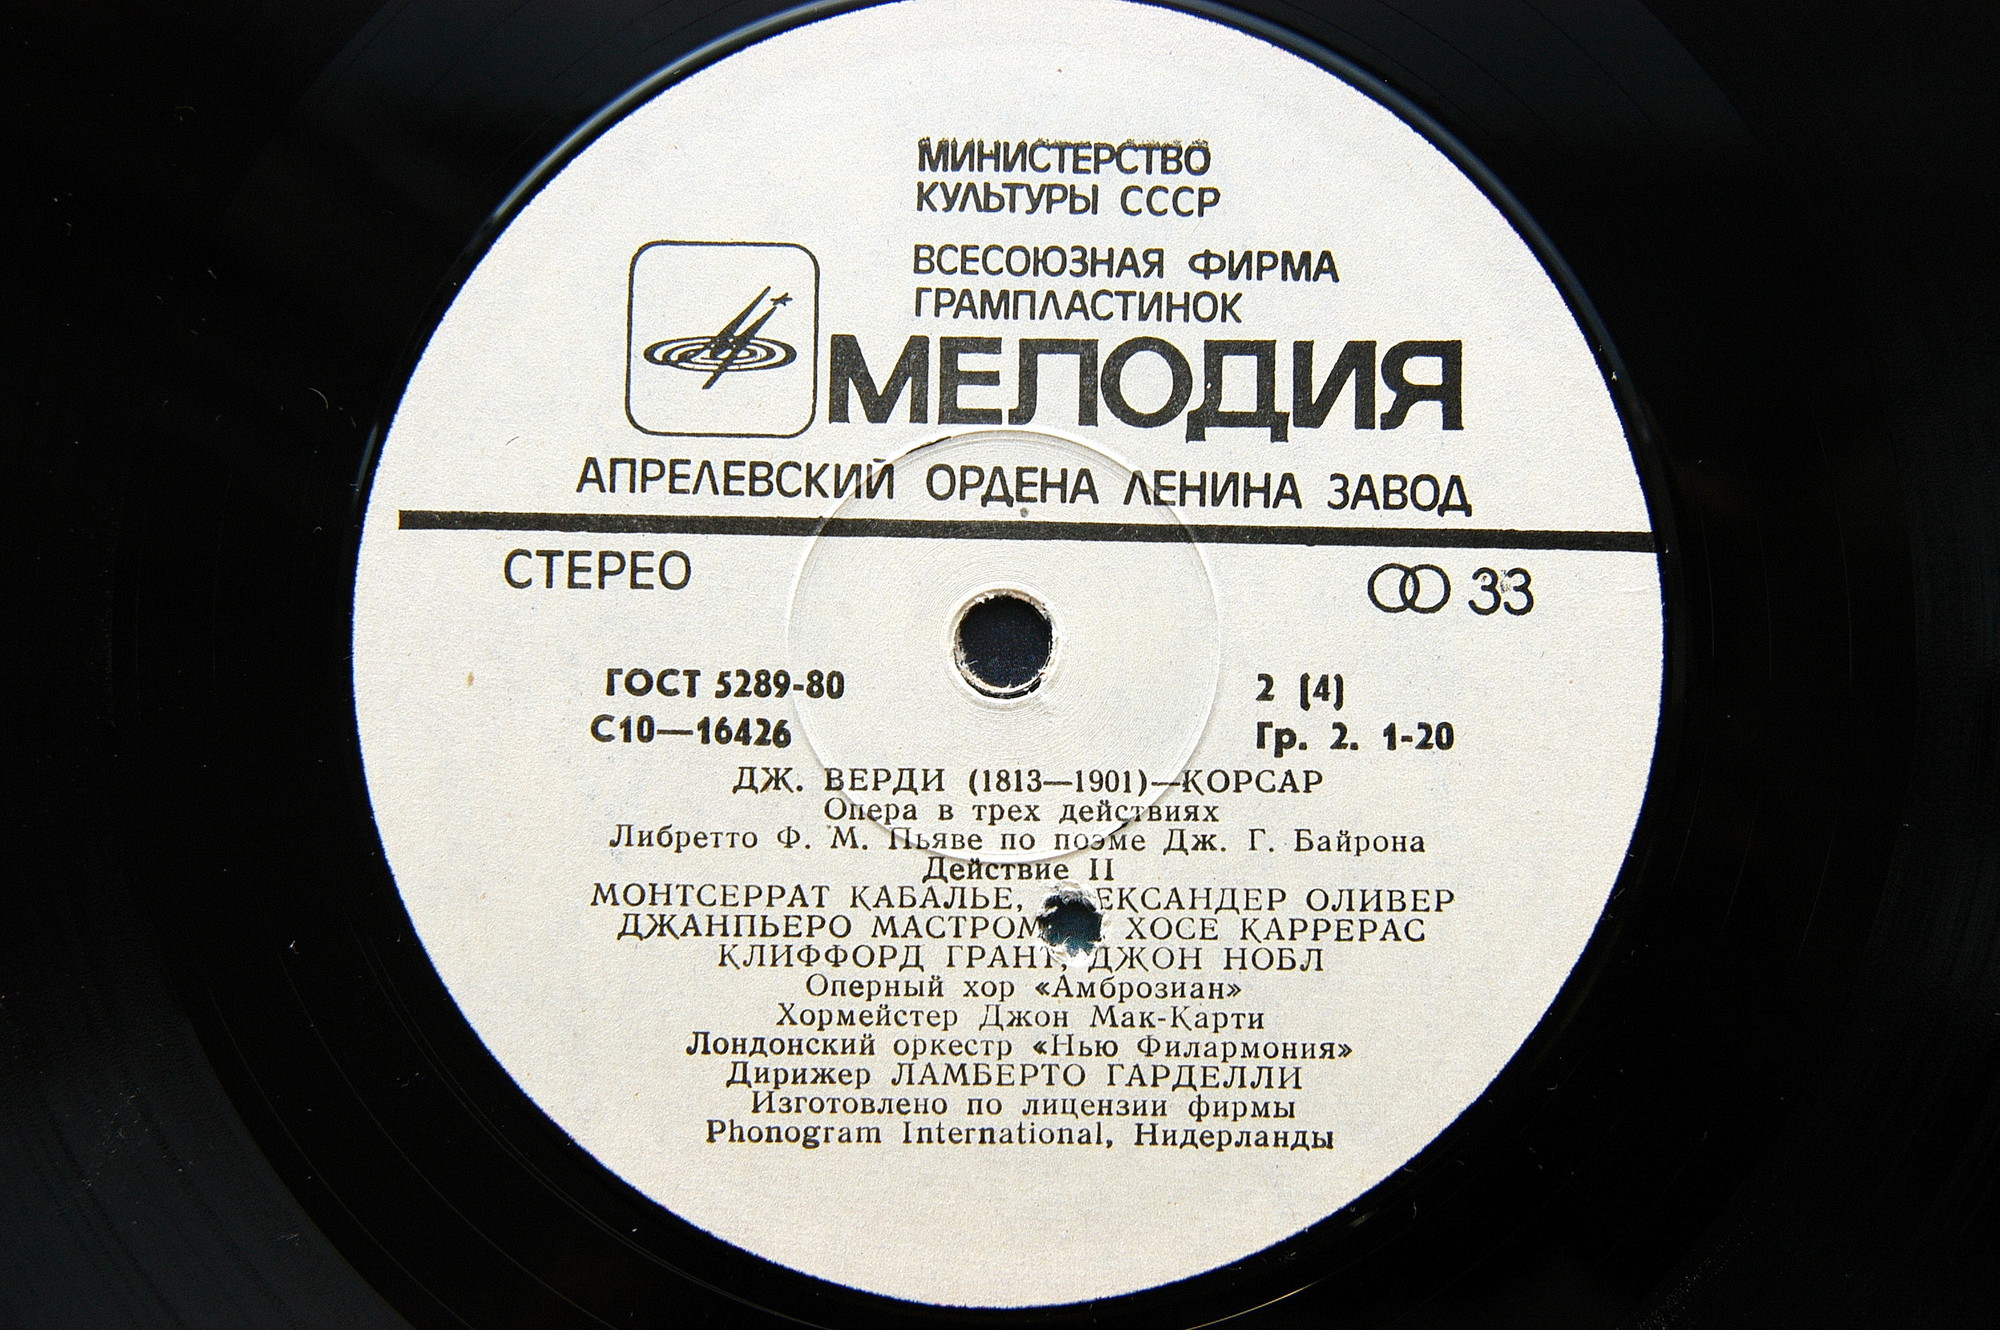 МИНИСТЕРСТВО
КУЛЬТУРЫ СССР
ВСЕСОЮЗНАЯ ФИРМА
ГРАМПЛАСТИНОК
МЕЛОДИЯ
АПРЕЛЕВСКИЙ ОРДЕНА ЛЕНИНА ЗАВОД
СТЕРЕО 33
ГОСТ 5289-80 2 (4)
С10—16426 Гр. 2. 1-20
ДЖ. ВЕРДИ (1813—1901)—КОРСАР
Опера в трех действиях
Либретто Ф. М. Пьяве по поэме Дж. Г. Байрона
Действие II
МОНТСЕРРАТ КАБАЛЬЕ, ОЛИВЕР
ДЖАНПЬЕРО ХОСЕ КАРРЕРАС
КЛИФФОРД ГРАНТ, ДЖОН НОБЛ
Оперный хор «Амброзиан»
Хормейстер Джон Мак-Карти
Лондонский оркестр «Нью Филармония»
Дирижер ЛАМБЕРТО ГАРДЕЛЛИ
Изготовлено по лицензии фирмы
Phonogram International, Нидерланды